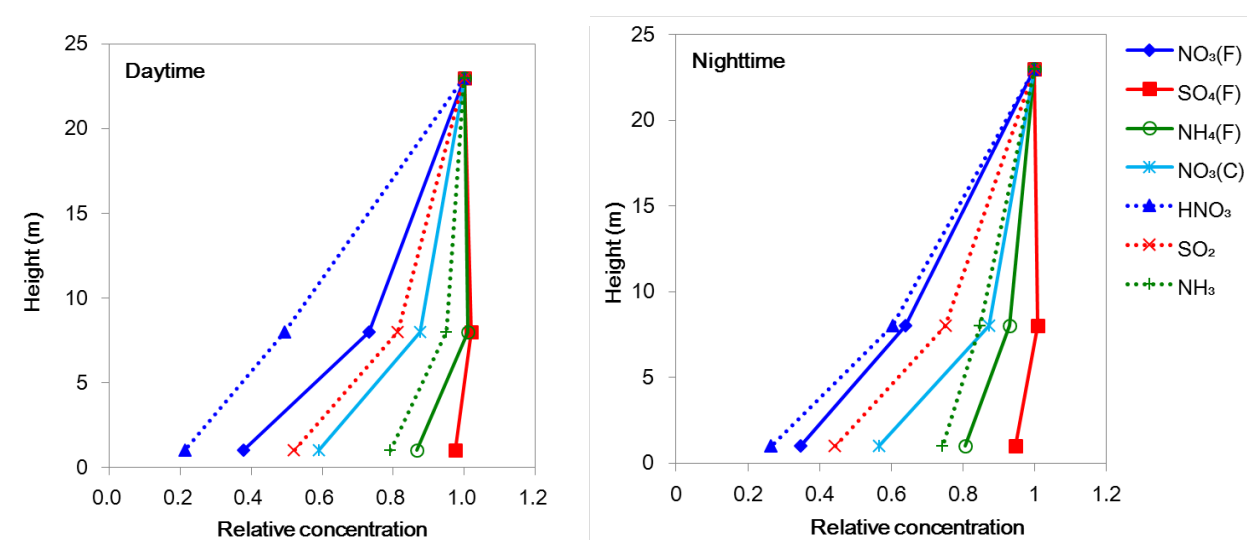 Daytime
Height (m)
25
20
15
10
5
0
0.0 0.2 0.4 0.6 0.8 1.0 1.2
Relative concentration
Nighttime
Height (m)
25
20
15
10
5
0
0 0.2 0.4 0.6 0.8 1 1.2
Relative concentration
NO₃(F)
SO₄(F)
NH₄(F)
NO₃(C)
HNO₃
SO₂
NH₃